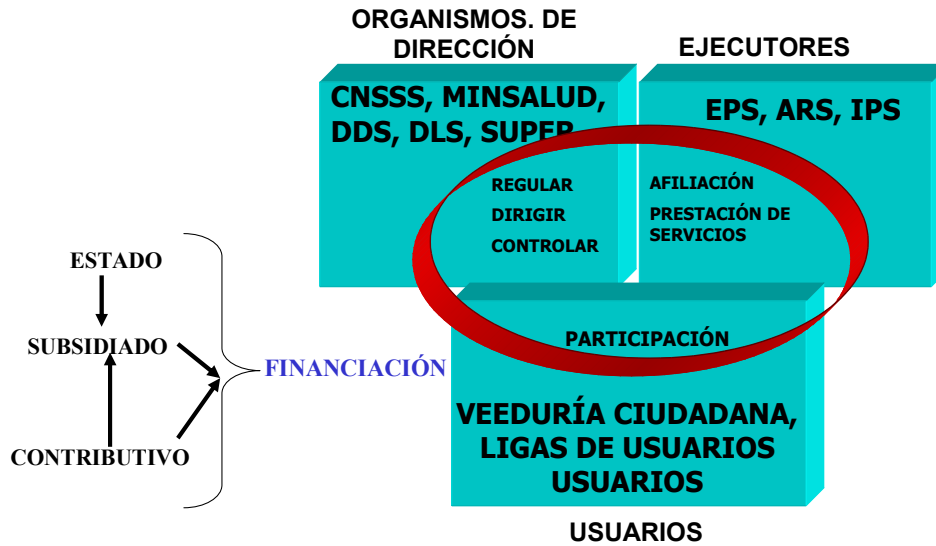 ORGANISMOS. DE
DIRECCIÓN
EJECUTORES
CNSSS, MINSALUD,
DDS, DLS, SUPER
EPS, ARS, IPS
REGULAR
DIRIGIR
CONTROLAR
AFILIACIÓN
PRESTACIÓN DE
SERVICIOS
ESTADO
SUBSIDIADO
CONTRIBUTIVO
FINANCIACIÓN
PARTICIPACIÓN
VEEDURÍA CIUDADANA,
LIGAS DE USUARIOS
USUARIOS
USUARIOS